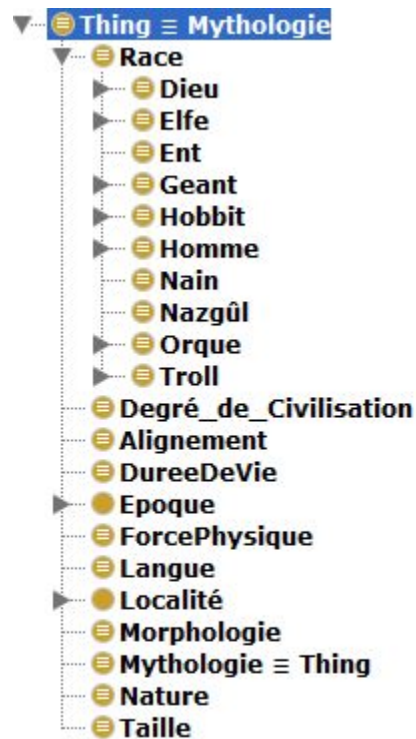 Thing ≡ Mythologie
Race
Dieu
Elfe
Ent
Geant
Hobbit
Homme
Nain
Nazgûl
Orque
Troll
Degré_de_Civilisation
Alignement
DureeDeVie
Epoque
ForcePhysique
Langue
Localité
Morphologie
Mythologie ≡ Thing
Nature
Taille